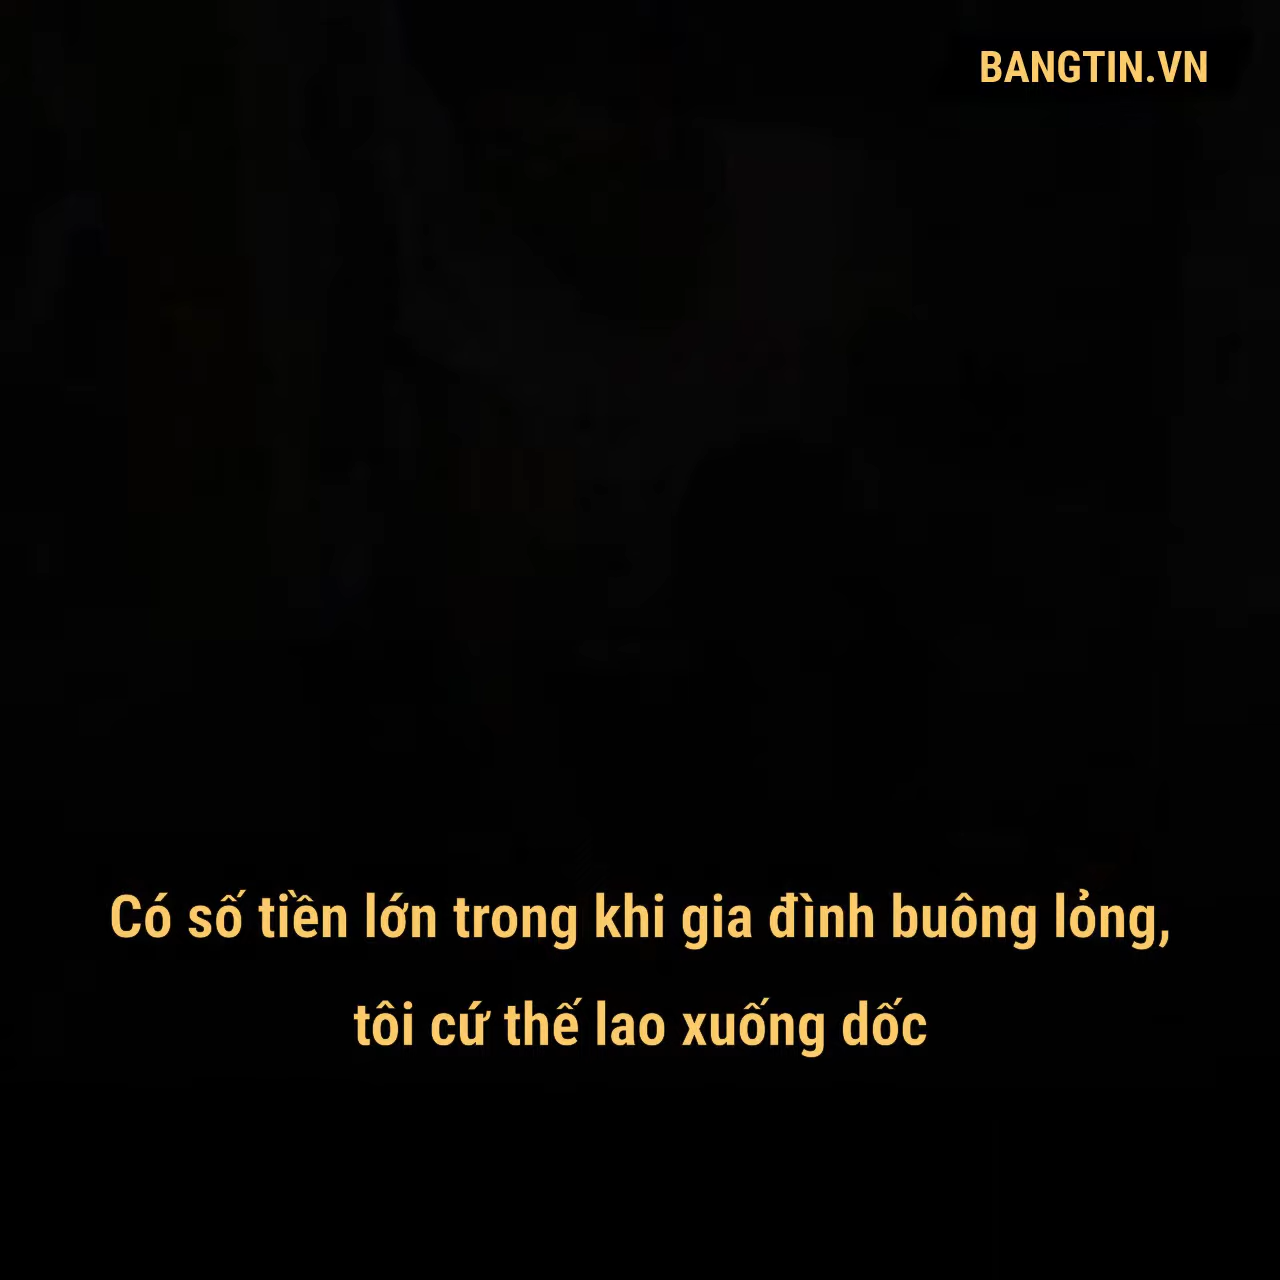 BANGTIN.VN
Có số tiền lớn trong khi gia đình buông lỏng,
tôi cứ thế lao xuống dốc